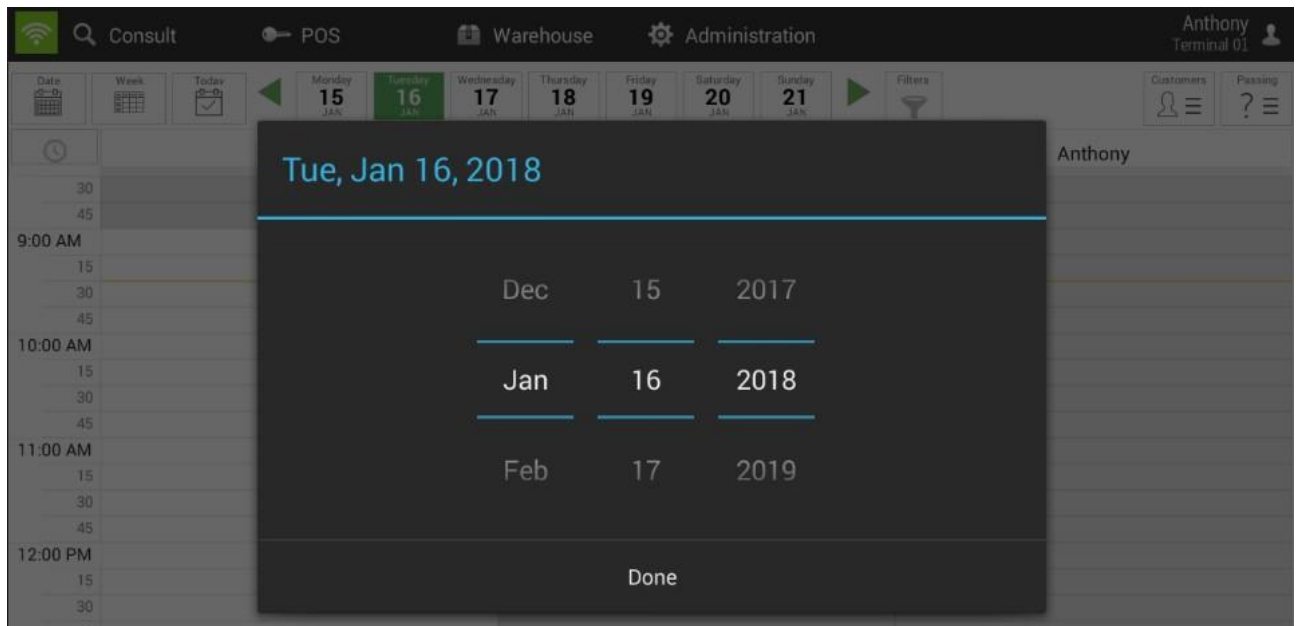 Consult POS Warehouse Administration Anthony
Terminal 01
Date Week Today Monday Tuesday Wednesday Thursday Friday Saturday Sunday Filters Customers Passing
15 16 17 18 19 20 21
JAN JAN JAN JAN JAN JAN JAN
?
Tue, Jan 16, 2018
Anthony
30
45
9:00 AM
15
30
45
10:00 AM
15
30
45
11:00 AM
15
30
45
12:00 PM
15
30
Dec 15 2017
Jan 16 2018
Feb 17 2019
Done